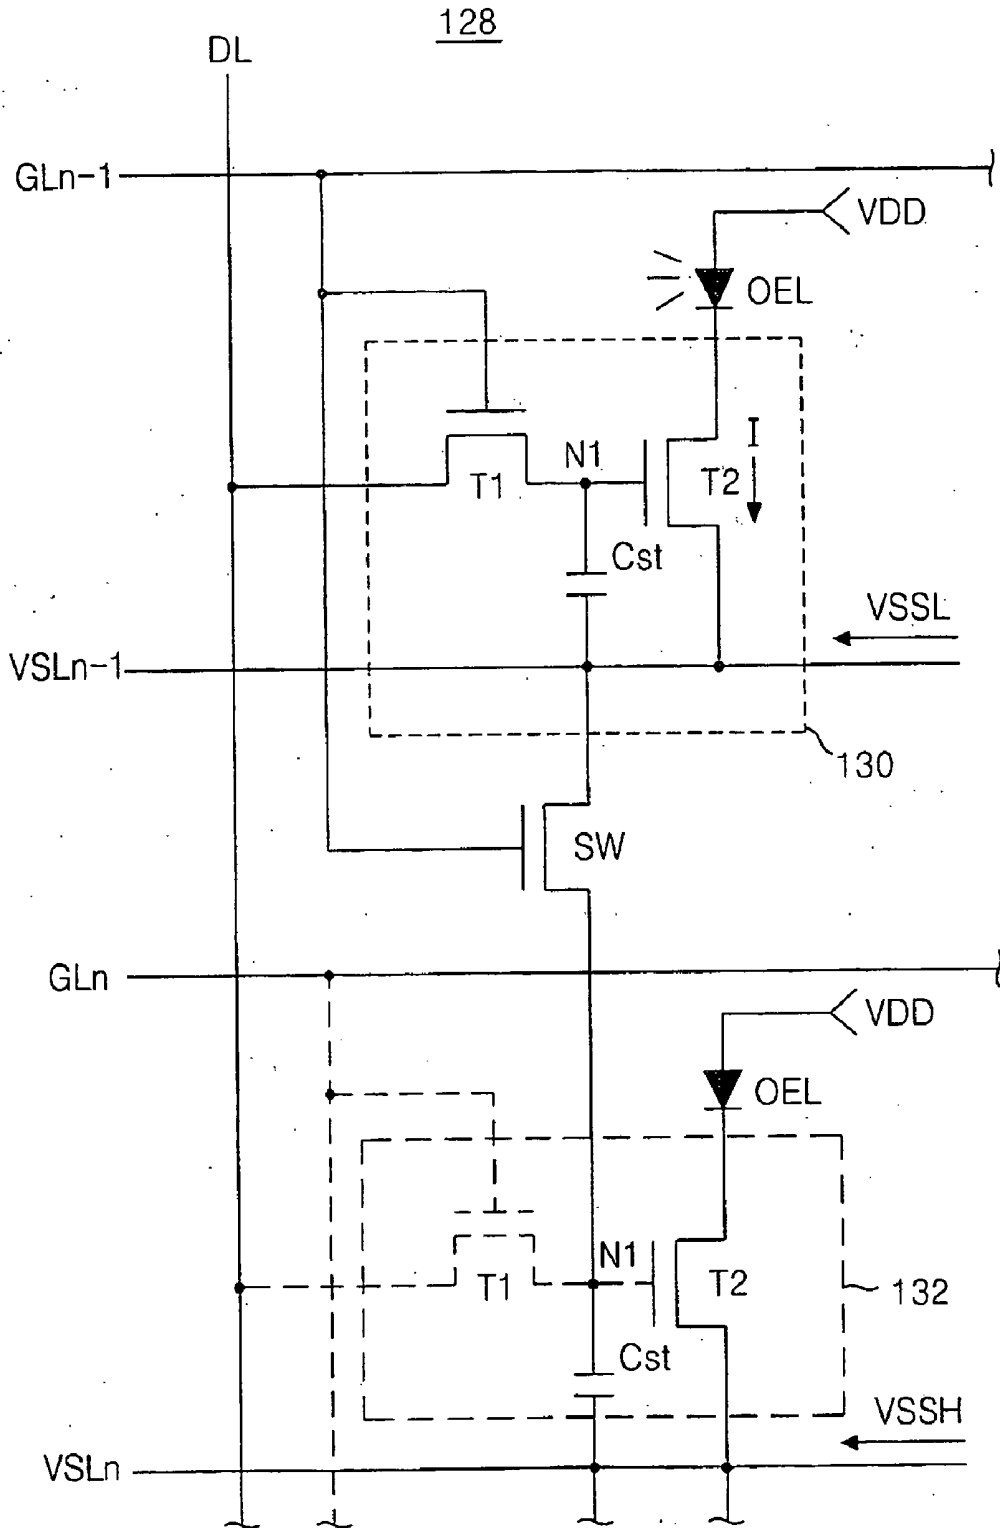 128
DL
GLn-1
VDD
OEL
I
N1
T1
T2
Cst
VSSL
VSLn-1
130
SW
GLn
VDD
OEL
N1
T1
T2
132
Cst
VSSH
VSLn